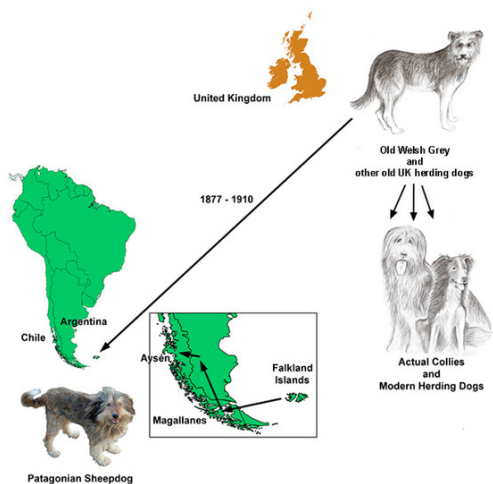 United Kingdom
Old Welsh Grey
and
other old UK herding dogs
1877 - 1910
Argentina
Chile
Aysén
Falkland
Islands
Magallanes
Actual Collies
and
Modern Herding Dogs
Patagonian Sheepdog